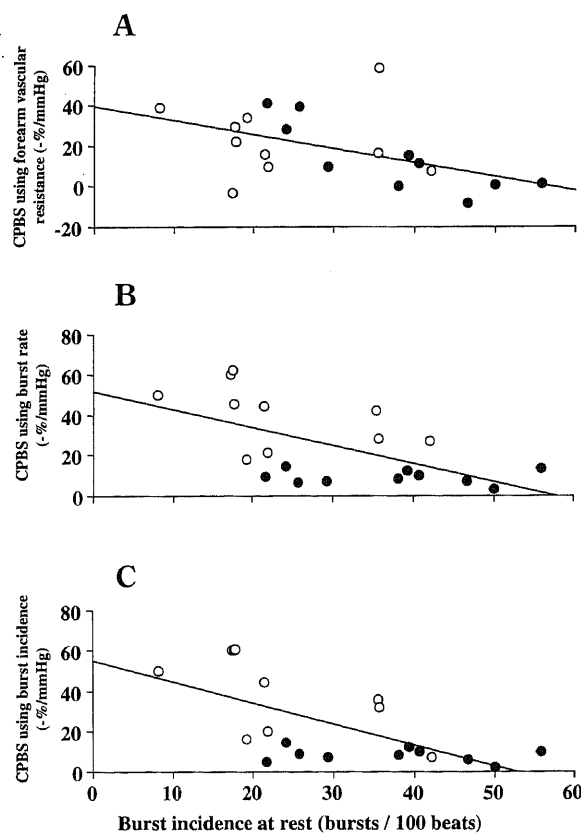 A
CPBS using forearm vascular
resistance (-%/mmHg)
60
40
20
0
-20
B
CPBS using burst rate
(-%/mmHg)
80
60
40
20
0
C
CPBS using burst incidence
(-%/mmHg)
80
60
40
20
0
0 10 20 30 40 50 60
Burst incidence at rest (bursts / 100 beats)